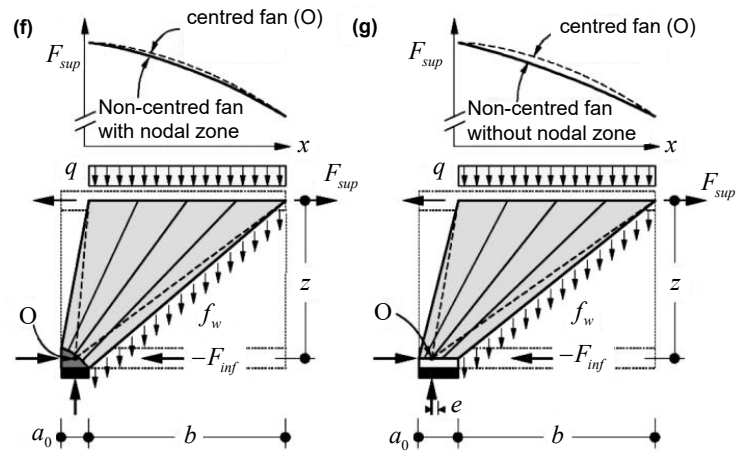 (f)
centred fan (O)
F_sup
Non-centred fan
with nodal zone
x
q
F_sup
z
O
f_w
-F_inf
a_0
b
(g)
centred fan (O)
F_sup
Non-centred fan
without nodal zone
x
q
F_sup
z
O
f_w
-F_inf
e
a_0
b